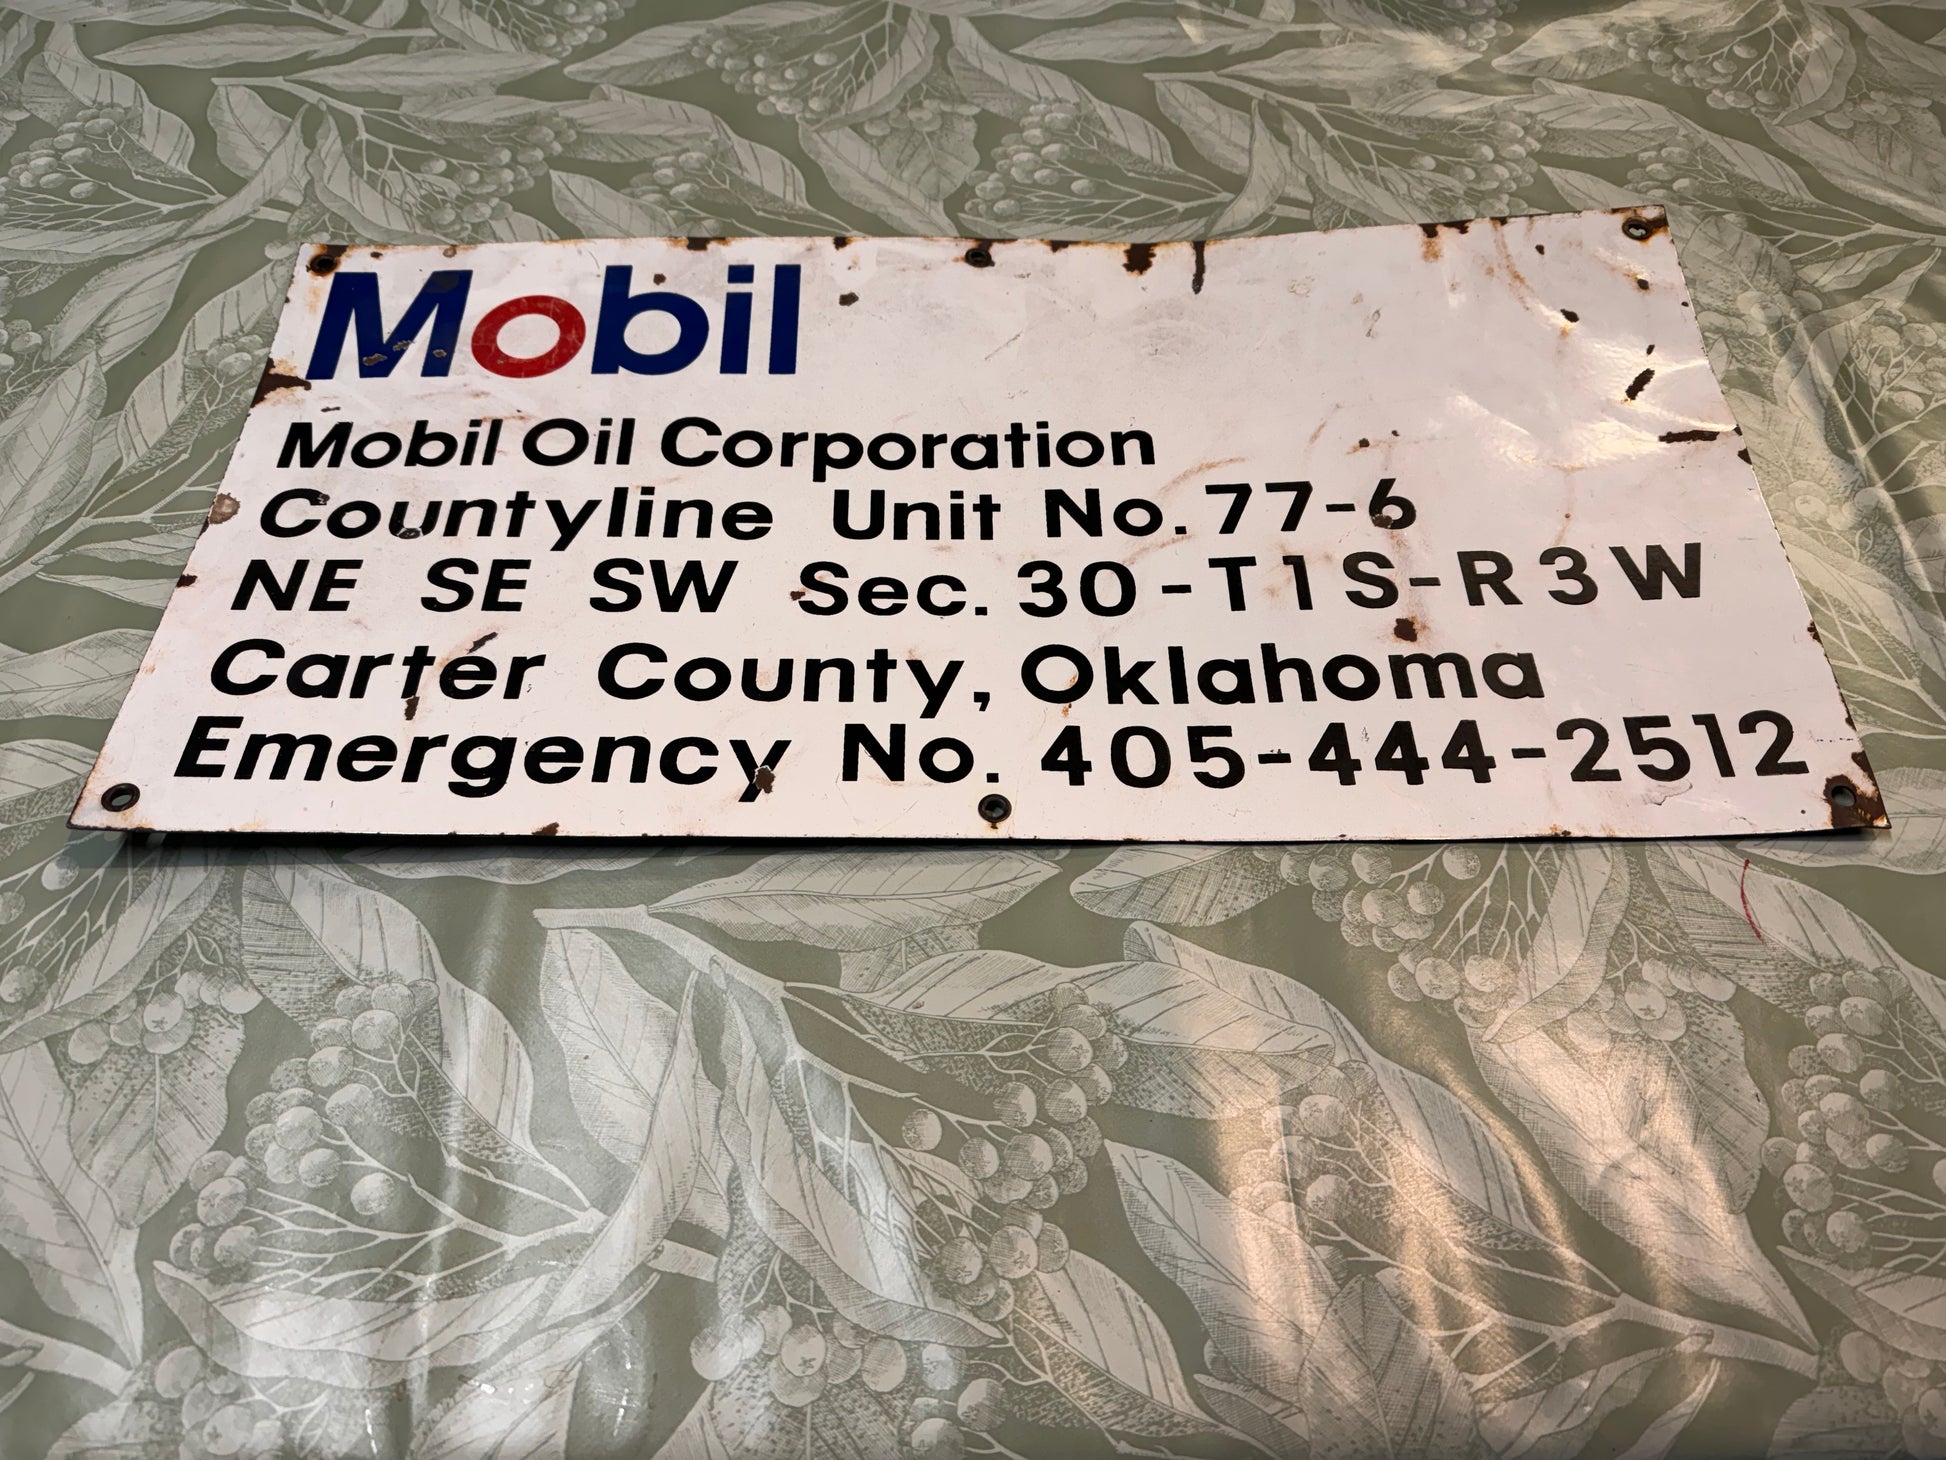 Mobil
Mobil Oil Corporation
Countyline Unit No. 77-6
NE SE SW Sec. 30-T1S-R3W
Carter County, Oklahoma
Emergency No. 405-444-2512